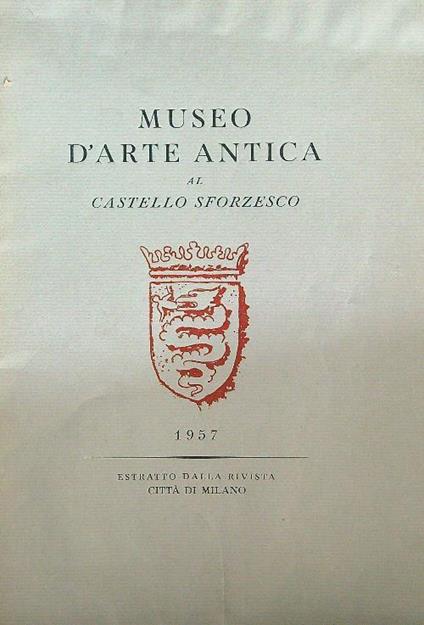 MUSEO
D'ARTE ANTICA
AL
CASTELLO SFORZESCO
1957
ESTRATTO DALLA RIVISTA
CITTÀ DI MILANO